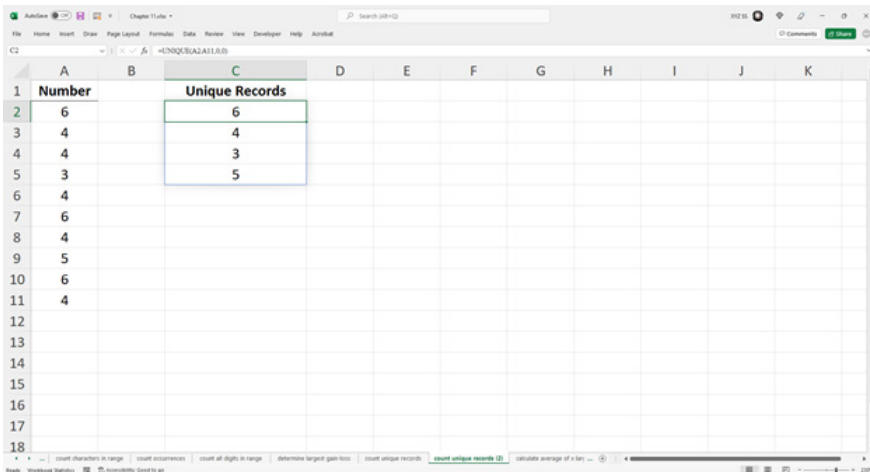 AutoSave Off Chapter 11.xlsx Search (Alt+Q) XYZ SS
File Home Insert Draw Page Layout Formulas Data Review View Developer Help Acrobat Comments Share
C2 fx =UNIQUE(A2:A11,0,0)
A B C D E F G H I J K
1 Number Unique Records
2 6 6
3 4 4
4 4 3
5 3 5
6 4
7 6
8 4
9 5
10 6
11 4
12
13
14
15
16
17
18
... count characters in range count occurrences count all digits in range determine largest gain-loss count unique records count unique records (2) calculate average of x larg ...
Ready Workbook Statistics Accessibility: Good to go